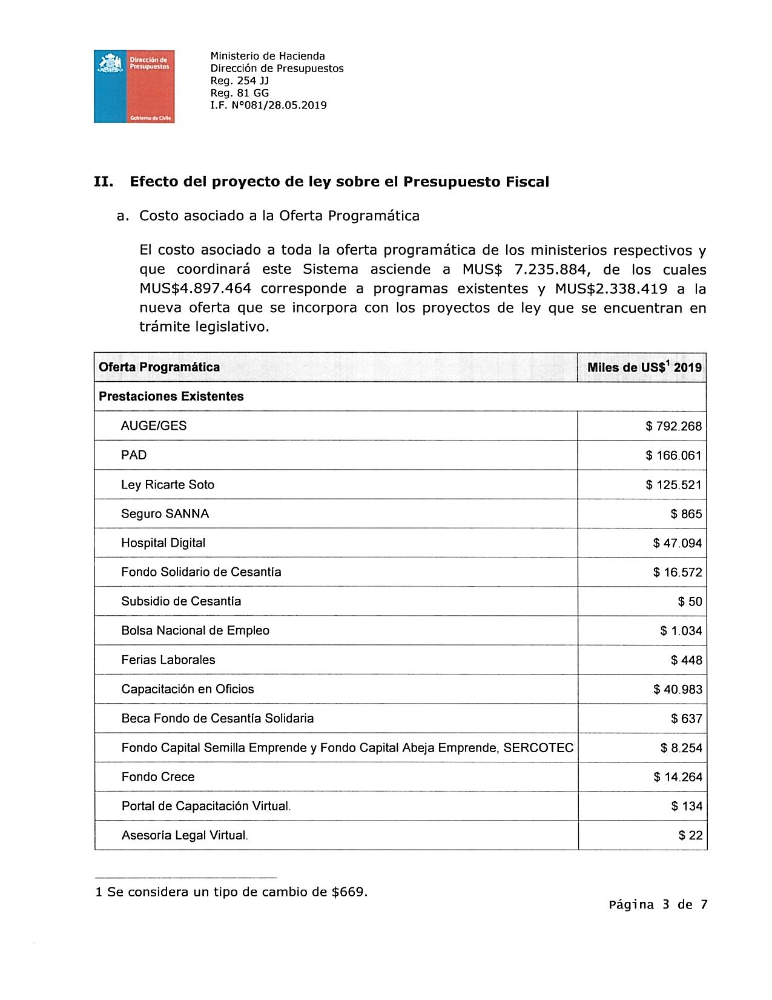 Dirección de
Presupuestos
Gobierno de Chile
Ministerio de Hacienda
Dirección de Presupuestos
Reg. 254 JJ
Reg. 81 GG
I.F. N°081/28.05.2019
II. Efecto del proyecto de ley sobre el Presupuesto Fiscal
a. Costo asociado a la Oferta Programática
El costo asociado a toda la oferta programática de los ministerios respectivos y
que coordinará este Sistema asciende a MUS$ 7.235.884, de los cuales
MUS$4.897.464 corresponde a programas existentes y MUS$2.338.419 a la
nueva oferta que se incorpora con los proyectos de ley que se encuentran en
trámite legislativo.
Oferta Programática Miles de US$¹ 2019
Prestaciones Existentes
AUGE/GES $ 792.268
PAD $ 166.061
Ley Ricarte Soto $ 125.521
Seguro SANNA $ 865
Hospital Digital $ 47.094
Fondo Solidario de Cesantía $ 16.572
Subsidio de Cesantía $ 50
Bolsa Nacional de Empleo $ 1.034
Ferias Laborales $ 448
Capacitación en Oficios $ 40.983
Beca Fondo de Cesantía Solidaria $ 637
Fondo Capital Semilla Emprende y Fondo Capital Abeja Emprende, SERCOTEC $ 8.254
Fondo Crece $ 14.264
Portal de Capacitación Virtual. $ 134
Asesoría Legal Virtual. $ 22
1 Se considera un tipo de cambio de $669.
Página 3 de 7